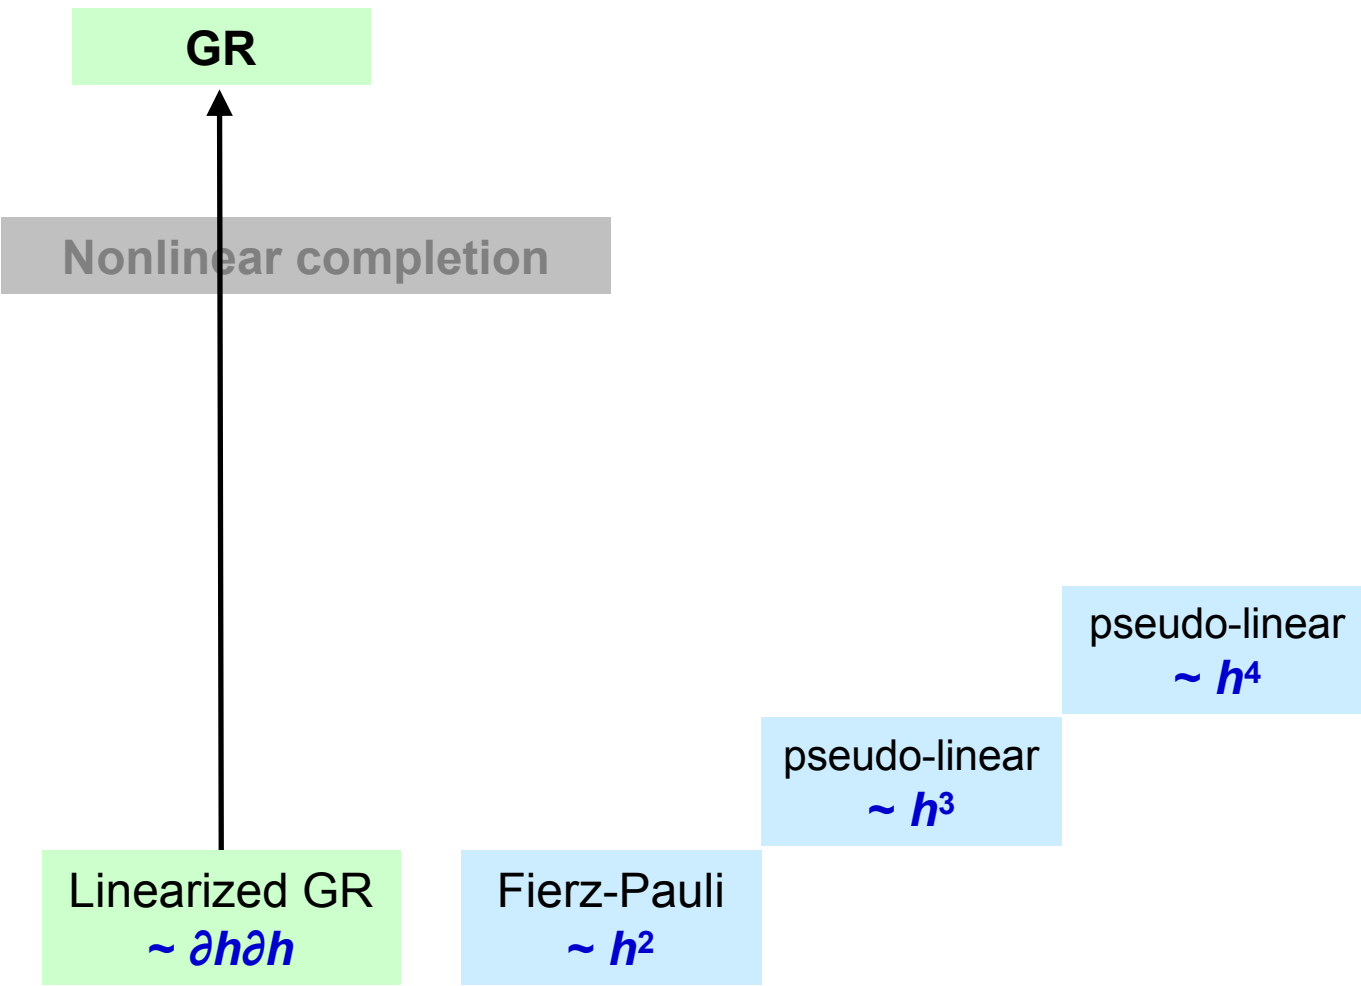 GR
Nonlinear completion
pseudo-linear
~ h⁴
pseudo-linear
~ h³
Linearized GR
~ ∂h∂h
Fierz-Pauli
~ h²